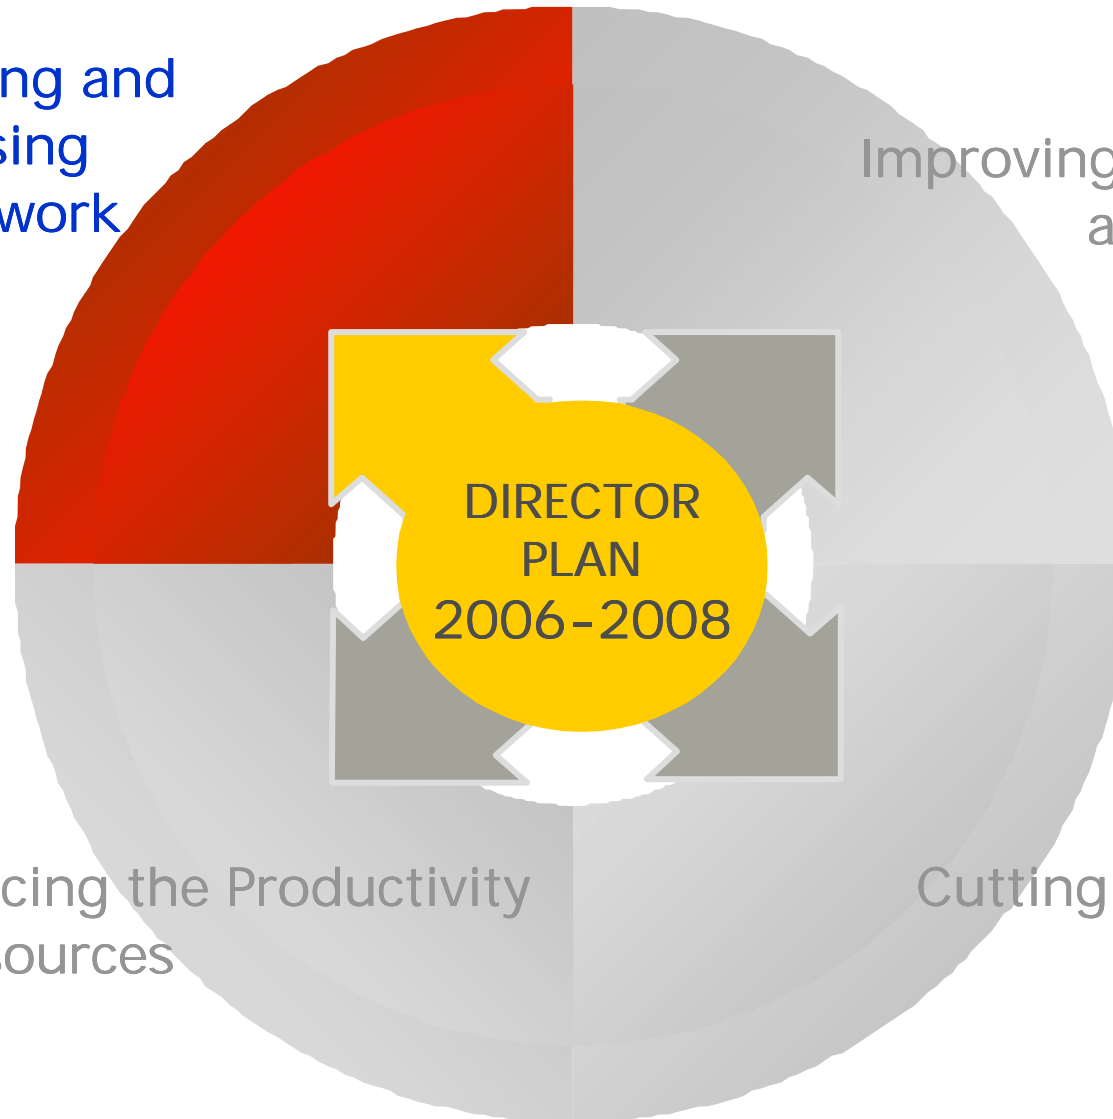 ng and
sing
work
Improving
a
DIRECTOR
PLAN
2006-2008
cing the Productivity
sources
Cutting